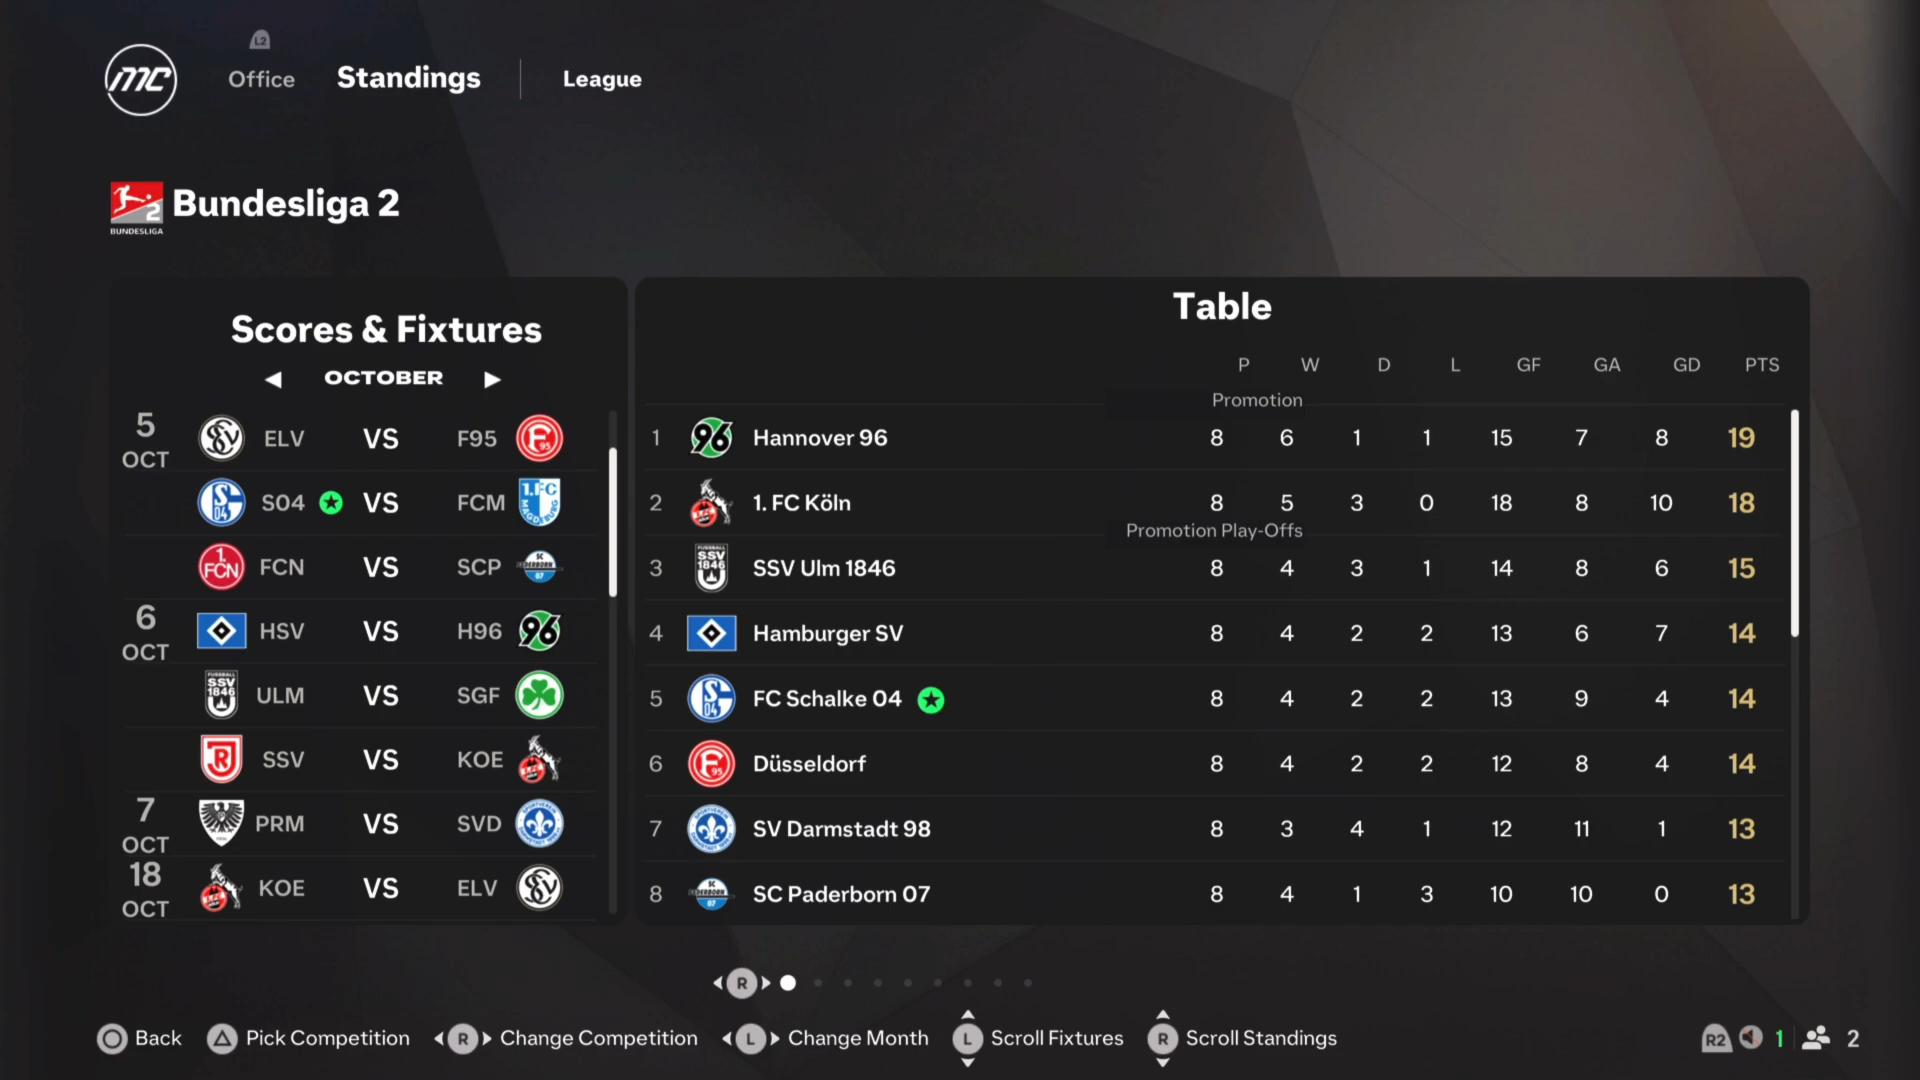 L2
MC Office Standings League
2
BUNDESLIGA
Bundesliga 2
Scores & Fixtures
OCTOBER
5 OCT ELV VS F95
S04 VS FCM
FCN VS SCP
6 OCT HSV VS H96
ULM VS SGF
SSV VS KOE
7 OCT PRM VS SVD
18 OCT KOE VS ELV
Table
P W D L GF GA GD PTS
Promotion
1 Hannover 96 8 6 1 1 15 7 8 19
2 1. FC Köln 8 5 3 0 18 8 10 18
Promotion Play-Offs
3 SSV Ulm 1846 8 4 3 1 14 8 6 15
4 Hamburger SV 8 4 2 2 13 6 7 14
5 FC Schalke 04 8 4 2 2 13 9 4 14
6 Düsseldorf 8 4 2 2 12 8 4 14
7 SV Darmstadt 98 8 3 4 1 12 11 1 13
8 SC Paderborn 07 8 4 1 3 10 10 0 13
R
Back Pick Competition R Change Competition L Change Month L Scroll Fixtures R Scroll Standings R2 1 2